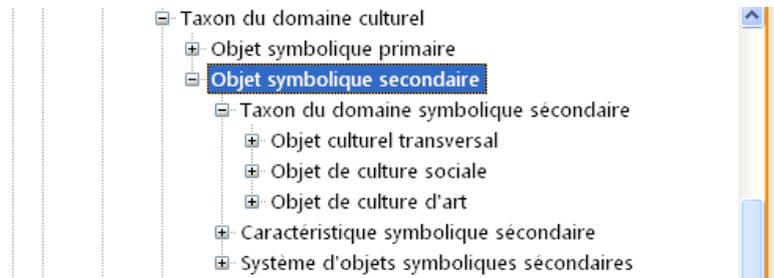 Taxon du domaine culturel
Objet symbolique primaire
Objet symbolique secondaire
Taxon du domaine symbolique sécondaire
Objet culturel transversal
Objet de culture sociale
Objet de culture d'art
Caractéristique symbolique sécondaire
Système d'objets symboliques sécondaires